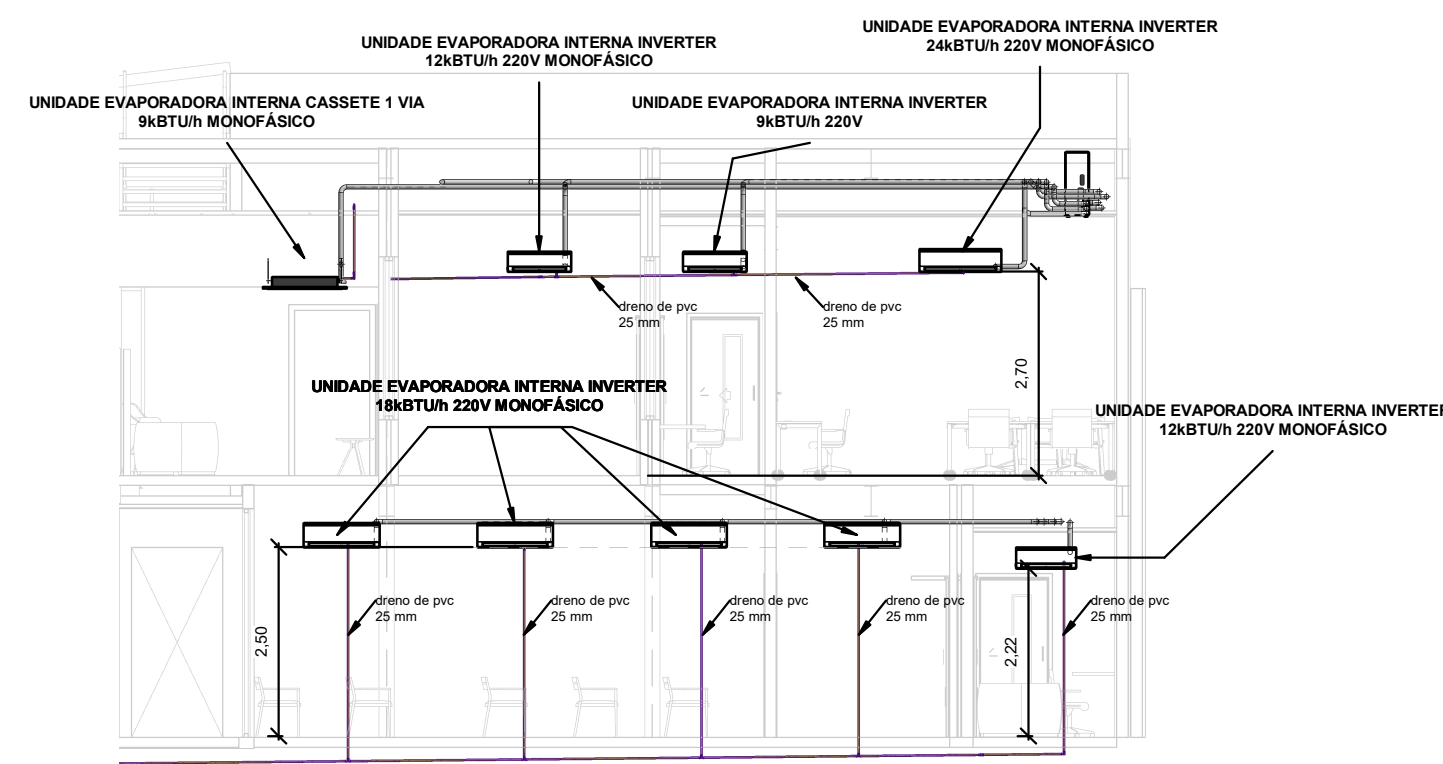 UNIDADE EVAPORADORA INTERNA INVERTER
24kBTU/h 220V MONOFÁSICO
UNIDADE EVAPORADORA INTERNA INVERTER
12kBTU/h 220V MONOFÁSICO
UNIDADE EVAPORADORA INTERNA CASSETE 1 VIA
9kBTU/h MONOFÁSICO
UNIDADE EVAPORADORA INTERNA INVERTER
9kBTU/h 220V
dreno de pvc
25 mm
dreno de pvc
25 mm
2,70
UNIDADE EVAPORADORA INTERNA INVERTER
18kBTU/h 220V MONOFÁSICO
UNIDADE EVAPORADORA INTERNA INVERTER
12kBTU/h 220V MONOFÁSICO
dreno de pvc
25 mm
dreno de pvc
25 mm
dreno de pvc
25 mm
dreno de pvc
25 mm
dreno de pvc
25 mm
2,50
2,22